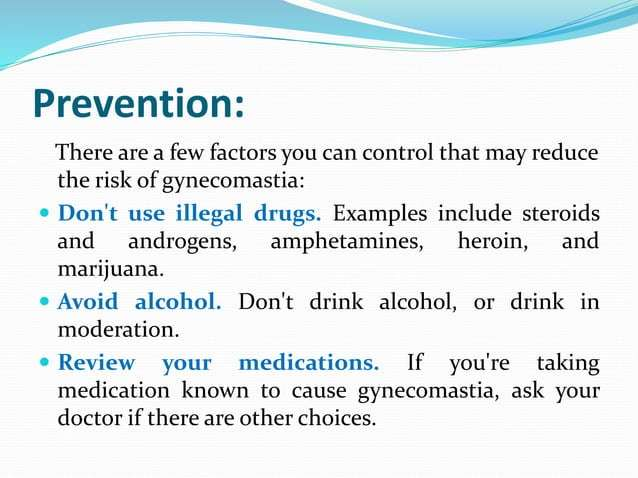 Prevention:
There are a few factors you can control that may reduce
the risk of gynecomastia:
Don't use illegal drugs. Examples include steroids
and androgens, amphetamines, heroin, and
marijuana.
Avoid alcohol. Don't drink alcohol, or drink in
moderation.
Review your medications. If you're taking
medication known to cause gynecomastia, ask your
doctor if there are other choices.